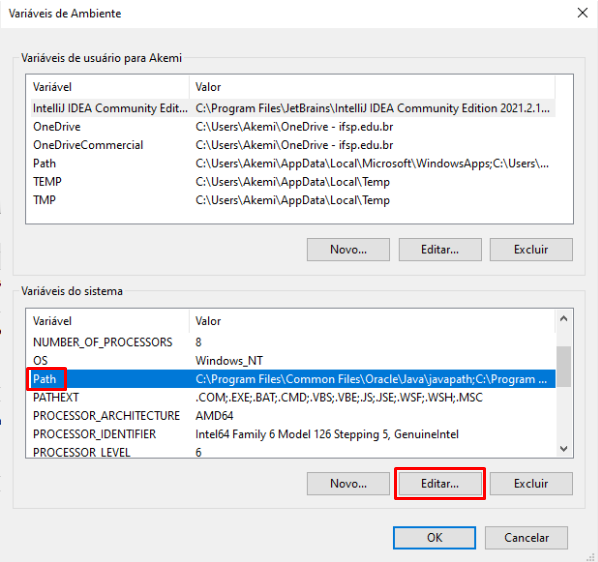 Variáveis de Ambiente
Variáveis de usuário para Akemi
Variável Valor
IntelliJ IDEA Community Edit... C:\Program Files\JetBrains\IntelliJ IDEA Community Edition 2021.2.1...
OneDrive C:\Users\Akemi\OneDrive - ifsp.edu.br
OneDriveCommercial C:\Users\Akemi\OneDrive - ifsp.edu.br
Path C:\Users\Akemi\AppData\Local\Microsoft\WindowsApps;C:\Users\...
TEMP C:\Users\Akemi\AppData\Local\Temp
TMP C:\Users\Akemi\AppData\Local\Temp
Novo... Editar... Excluir
Variáveis do sistema
Variável Valor
NUMBER_OF_PROCESSORS 8
OS Windows_NT
Path C:\Program Files\Common Files\Oracle\Java\javapath;C:\Program ...
PATHEXT .COM;.EXE;.BAT;.CMD;.VBS;.VBE;.JS;.JSE;.WSF;.WSH;.MSC
PROCESSOR_ARCHITECTURE AMD64
PROCESSOR_IDENTIFIER Intel64 Family 6 Model 126 Stepping 5, GenuineIntel
PROCESSOR_LEVEL 6
Novo... Editar... Excluir
OK Cancelar